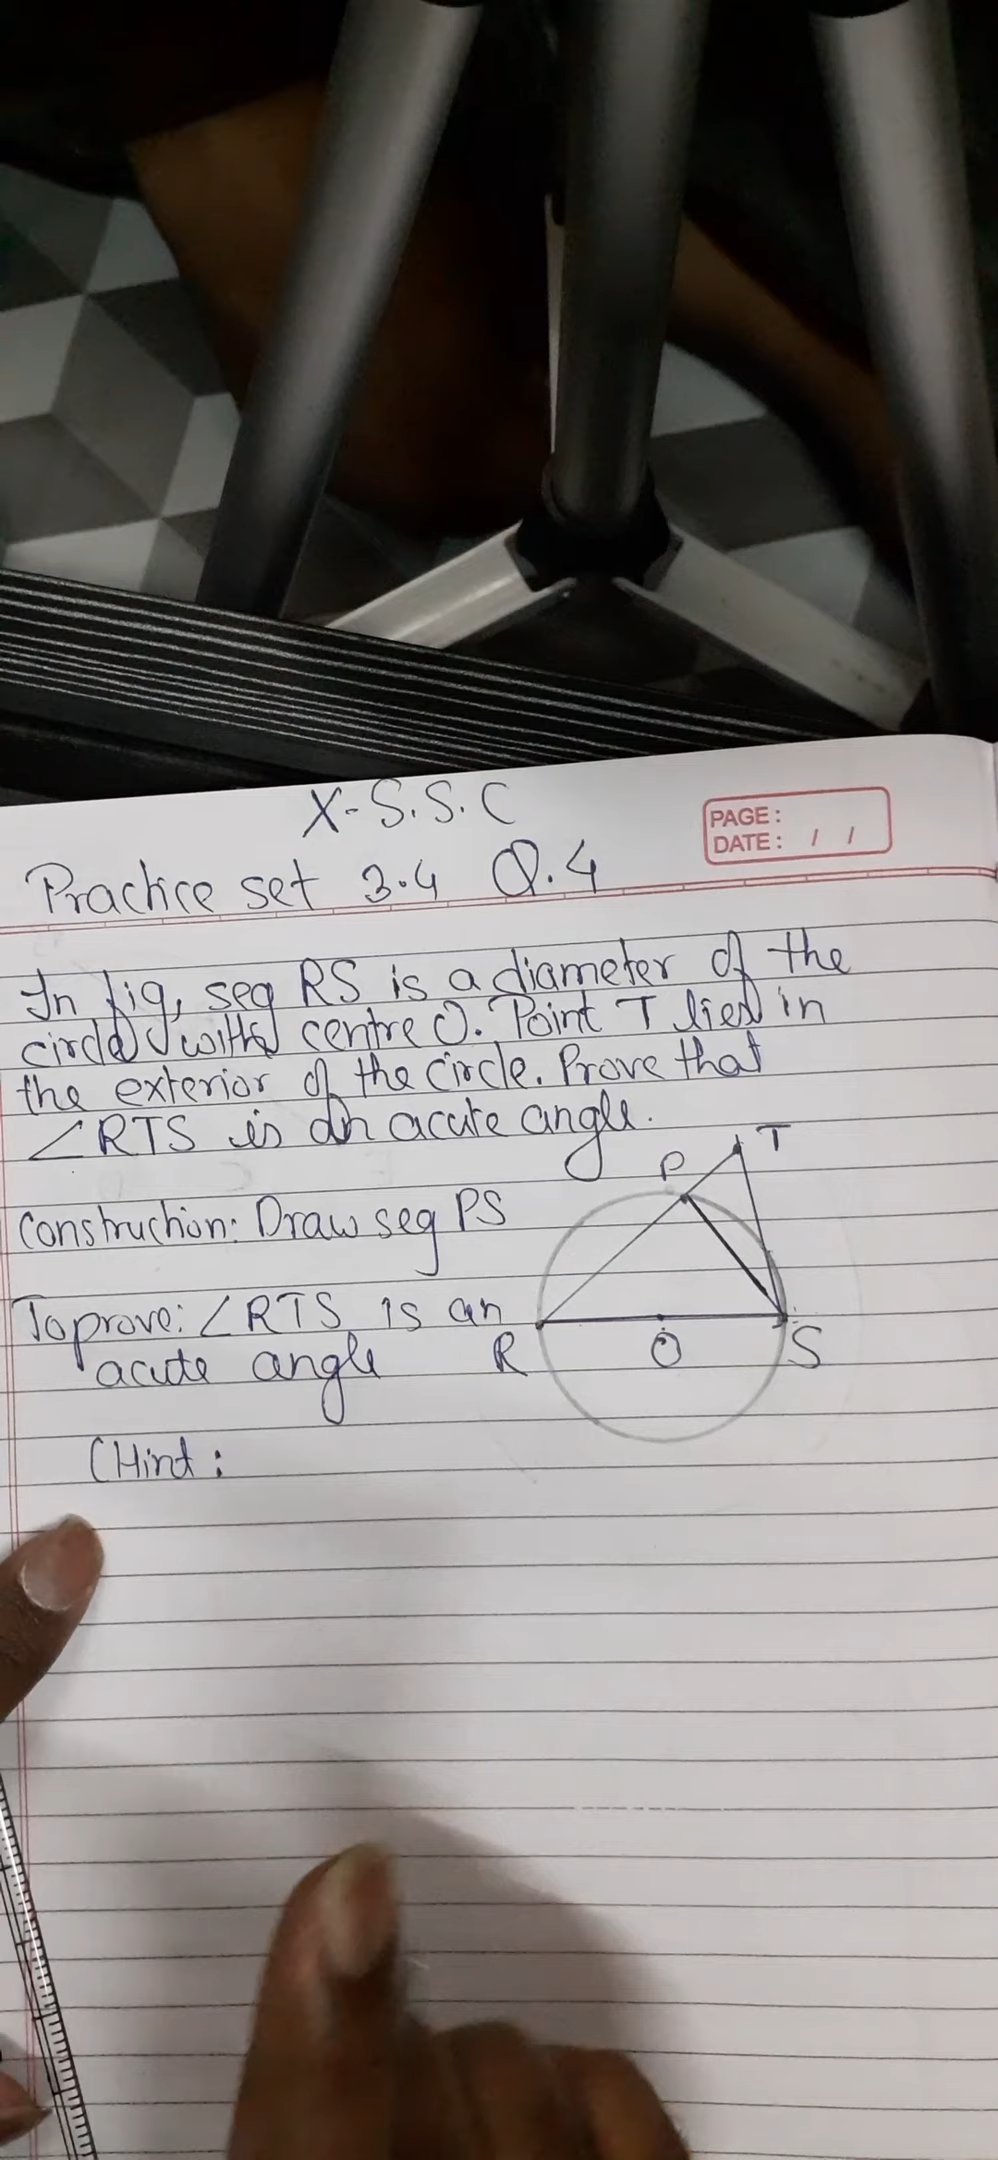 X-S.S.C
PAGE:
DATE: / /
Practice set 3.4 Q.4
In fig, seg RS is a diameter of the
circle with centre O. Point T lies in
the exterior of the circle. Prove that
∠RTS is an acute angle.
T
P
Construction: Draw seg PS
To prove: ∠RTS is an
acute angle
R O S
(Hint: